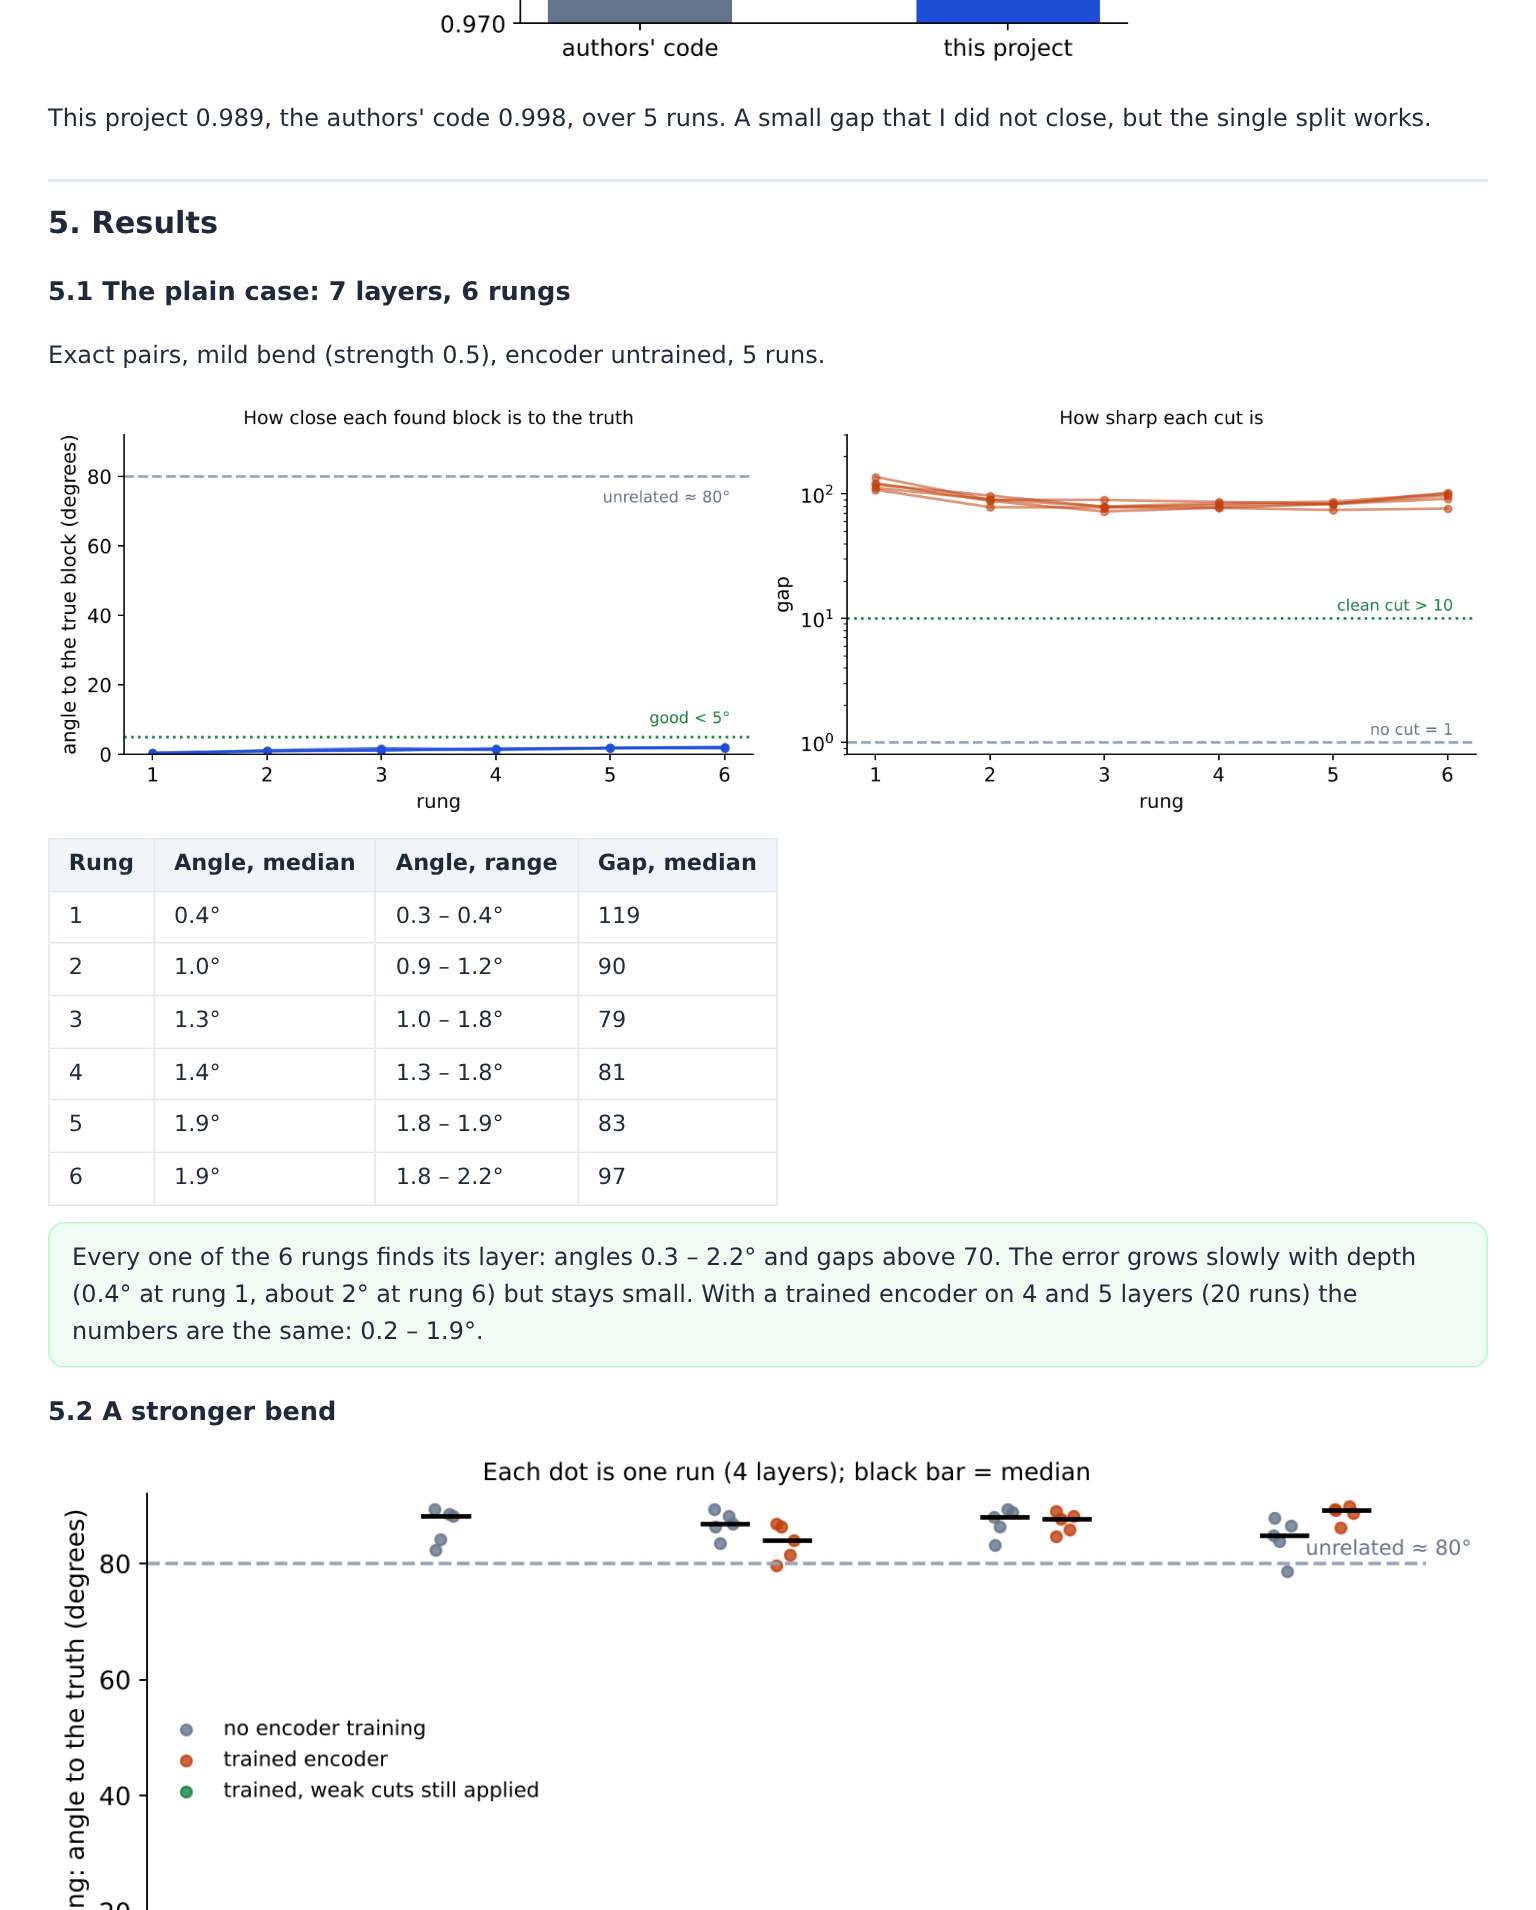 0.970
authors' code
this project
This project 0.989, the authors' code 0.998, over 5 runs. A small gap that I did not close, but the single split works.
5. Results
5.1 The plain case: 7 layers, 6 rungs
Exact pairs, mild bend (strength 0.5), encoder untrained, 5 runs.
How close each found block is to the truth
angle to the true block (degrees)
80
60
40
20
0
unrelated ≈ 80°
good < 5°
1 2 3 4 5 6
rung
How sharp each cut is
gap
10²
10¹
10⁰
clean cut > 10
no cut = 1
1 2 3 4 5 6
rung
Rung Angle, median Angle, range Gap, median
1 0.4° 0.3 – 0.4° 119
2 1.0° 0.9 – 1.2° 90
3 1.3° 1.0 – 1.8° 79
4 1.4° 1.3 – 1.8° 81
5 1.9° 1.8 – 1.9° 83
6 1.9° 1.8 – 2.2° 97
Every one of the 6 rungs finds its layer: angles 0.3 – 2.2° and gaps above 70. The error grows slowly with depth
(0.4° at rung 1, about 2° at rung 6) but stays small. With a trained encoder on 4 and 5 layers (20 runs) the
numbers are the same: 0.2 – 1.9°.
5.2 A stronger bend
Each dot is one run (4 layers); black bar = median
ng: angle to the truth (degrees)
80
60
40
unrelated ≈ 80°
no encoder training
trained encoder
trained, weak cuts still applied